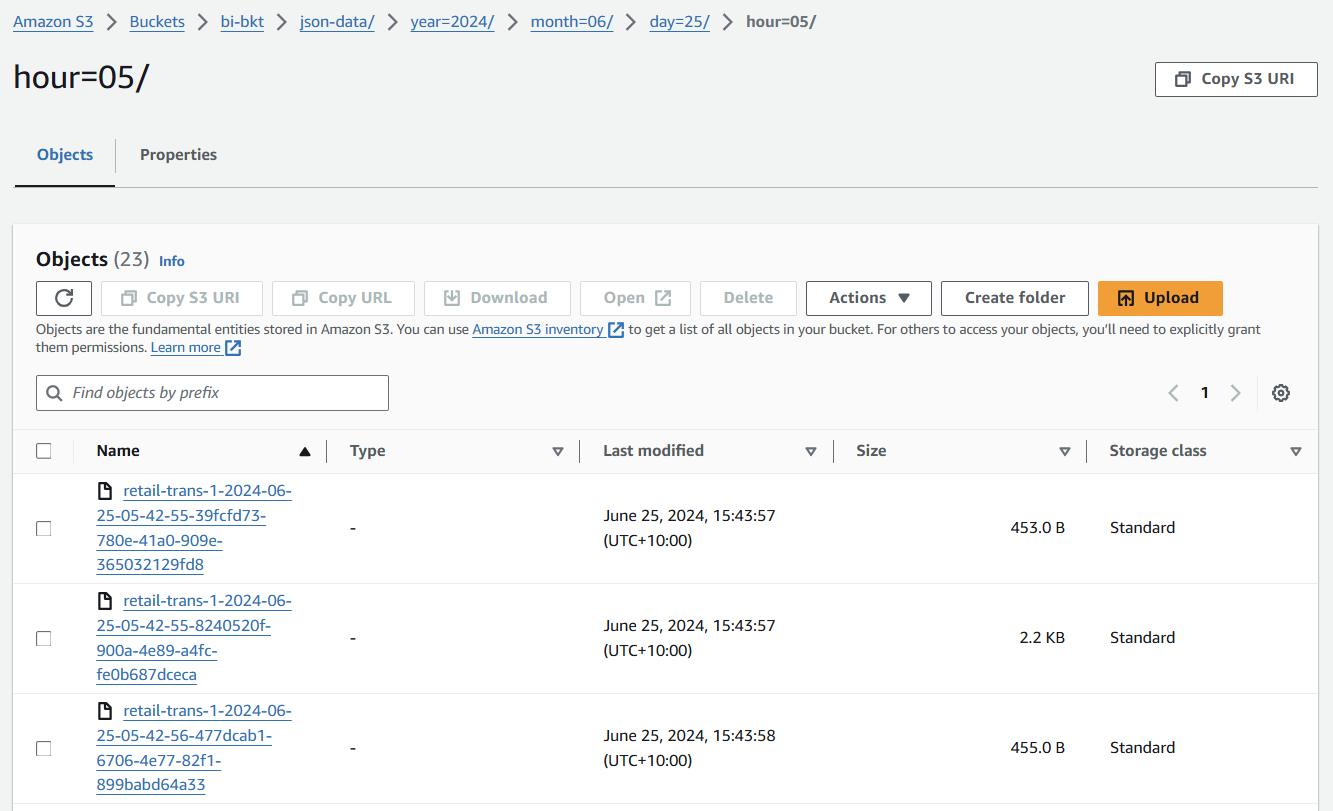 Amazon S3 > Buckets > bi-bkt > json-data/ > year=2024/ > month=06/ > day=25/ > hour=05/
hour=05/
Copy S3 URI
Objects
Properties
Objects (23) Info
Copy S3 URI
Copy URL
Download
Open
Delete
Actions
Create folder
Upload
Objects are the fundamental entities stored in Amazon S3. You can use Amazon S3 inventory to get a list of all objects in your bucket. For others to access your objects, you’ll need to explicitly grant
them permissions. Learn more
Find objects by prefix
1
Name
Type
Last modified
Size
Storage class
retail-trans-1-2024-06-
25-05-42-55-39fcfd73-
780e-41a0-909e-
365032129fd8
-
June 25, 2024, 15:43:57
(UTC+10:00)
453.0 B
Standard
retail-trans-1-2024-06-
25-05-42-55-8240520f-
900a-4e89-a4fc-
fe0b687dceca
-
June 25, 2024, 15:43:57
(UTC+10:00)
2.2 KB
Standard
retail-trans-1-2024-06-
25-05-42-56-477dcab1-
6706-4e77-82f1-
899babd64a33
-
June 25, 2024, 15:43:58
(UTC+10:00)
455.0 B
Standard